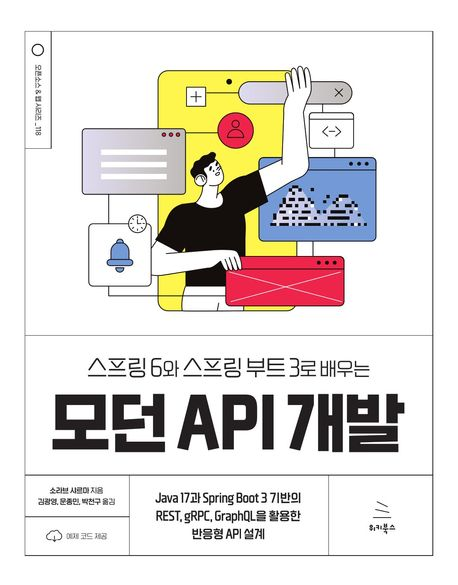 오픈소스 & 웹 시리즈 _ 118
스프링 6와 스프링 부트 3로 배우는
모던 API 개발
소라브 샤르마 지음
김광영, 문종민, 박천구 옮김
예제 코드 제공
Java 17과 Spring Boot 3 기반의
REST, gRPC, GraphQL을 활용한
반응형 API 설계
위키북스